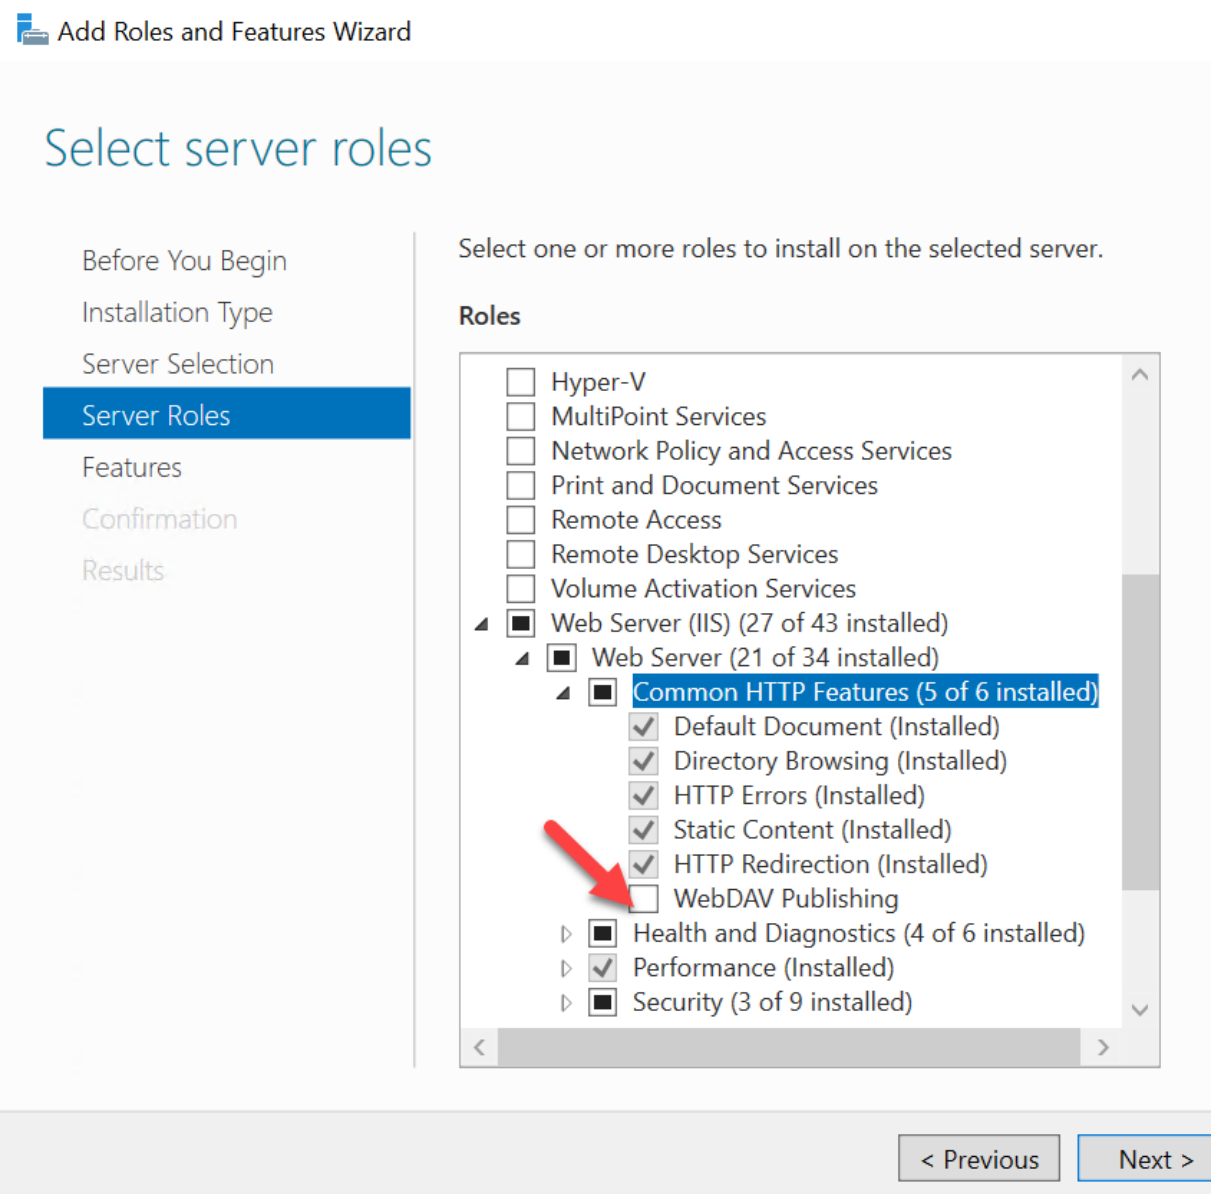 Add Roles and Features Wizard
Select server roles
Before You Begin
Installation Type
Server Selection
Server Roles
Features
Confirmation
Results
Select one or more roles to install on the selected server.
Roles
Hyper-V
MultiPoint Services
Network Policy and Access Services
Print and Document Services
Remote Access
Remote Desktop Services
Volume Activation Services
Web Server (IIS) (27 of 43 installed)
Web Server (21 of 34 installed)
Common HTTP Features (5 of 6 installed)
Default Document (Installed)
Directory Browsing (Installed)
HTTP Errors (Installed)
Static Content (Installed)
HTTP Redirection (Installed)
WebDAV Publishing
Health and Diagnostics (4 of 6 installed)
Performance (Installed)
Security (3 of 9 installed)
< Previous
Next >